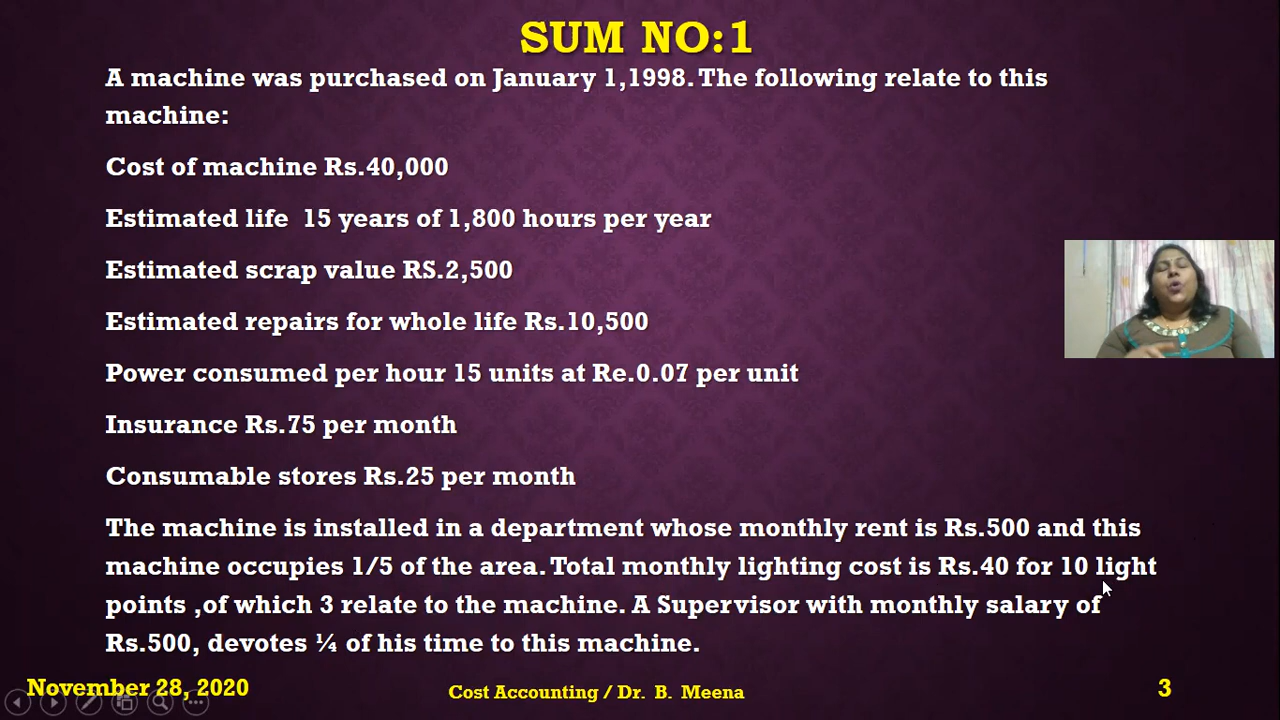 SUM NO:1
A machine was purchased on January 1,1998. The following relate to this
machine:
Cost of machine Rs.40,000
Estimated life 15 years of 1,800 hours per year
Estimated scrap value RS.2,500
Estimated repairs for whole life Rs.10,500
Power consumed per hour 15 units at Re.0.07 per unit
Insurance Rs.75 per month
Consumable stores Rs.25 per month
The machine is installed in a department whose monthly rent is Rs.500 and this
machine occupies 1/5 of the area. Total monthly lighting cost is Rs.40 for 10 light
points ,of which 3 relate to the machine. A Supervisor with monthly salary of
Rs.500, devotes ¼ of his time to this machine.
November 28, 2020
Cost Accounting / Dr. B. Meena
3